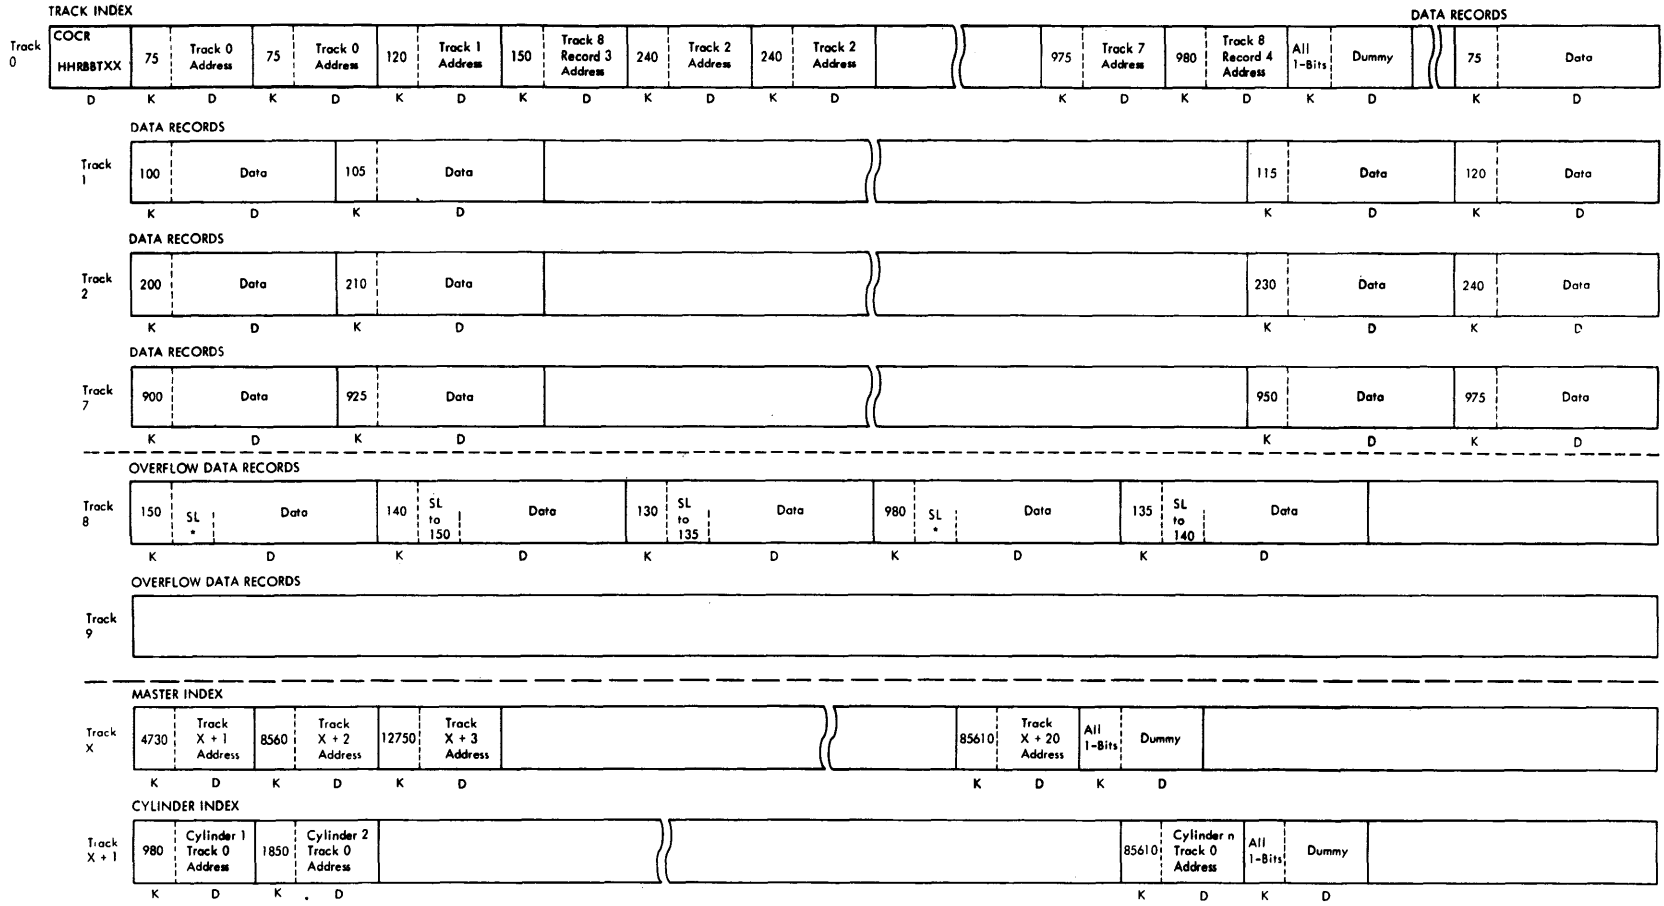 TRACK INDEX
DATA RECORDS
Track 0
COCR HHRBBTXX 75 Track 0 Address 75 Track 0 Address 120 Track 1 Address 150 Track 8 Record 3 Address 240 Track 2 Address 240 Track 2 Address 975 Track 7 Address 980 Track 8 Record 4 Address All 1-Bits Dummy 75 Data
D K D K D K D K D K D K D K D K D K D K D
DATA RECORDS
Track 1
100 Data 105 Data 115 Data 120 Data
K D K D K D K D
DATA RECORDS
Track 2
200 Data 210 Data 230 Data 240 Data
K D K D K D K D
DATA RECORDS
Track 7
900 Data 925 Data 950 Data 975 Data
K D K D K D K D
OVERFLOW DATA RECORDS
Track 8
150 SL * Data 140 SL to 150 Data 130 SL to 135 Data 980 SL * Data 135 SL to 140 Data
K D K D K D K D K D
OVERFLOW DATA RECORDS
Track 9
MASTER INDEX
Track X
4730 Track X + 1 Address 8560 Track X + 2 Address 12750 Track X + 3 Address 85610 Track X + 20 Address All 1-Bits Dummy
K D K D K D K D K D
CYLINDER INDEX
Track X + 1
980 Cylinder 1 Track 0 Address 1850 Cylinder 2 Track 0 Address 85610 Cylinder n Track 0 Address All 1-Bits Dummy
K D K D K D K D